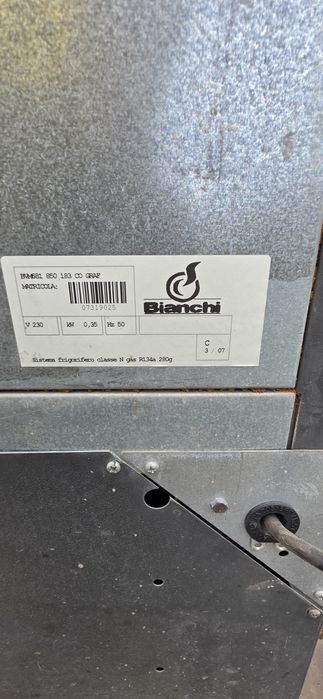 BVM681 850 183 CO GRAF
MATRICOLA:
07319025
Bianchi
V 230 kW 0,35 Hz 50
C
3 / 07
Sistema frigorifero classe N gas R134a 280g